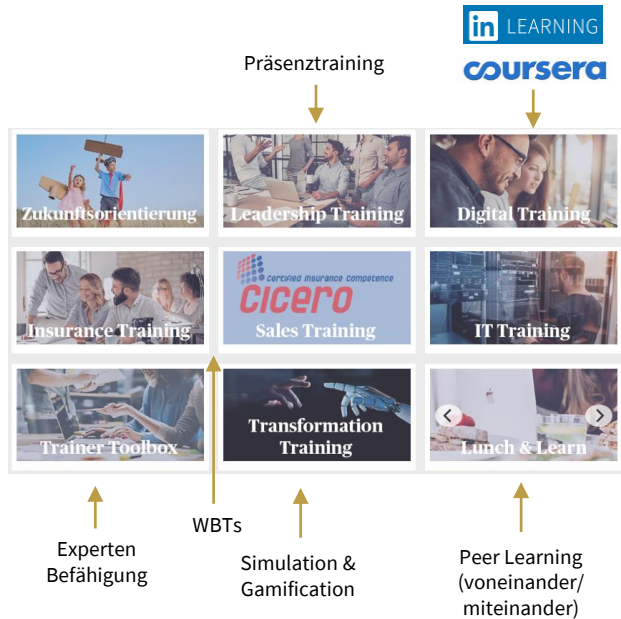 in LEARNING
coursera
Präsenztraining
Zukunftsorientierung
Leadership Training
Digital Training
Insurance Training
certified insurance competence
cicero
Sales Training
IT Training
Trainer Toolbox
Transformation
Training
Lunch & Learn
WBTs
Experten
Befähigung
Simulation &
Gamification
Peer Learning
(voneinander/
miteinander)